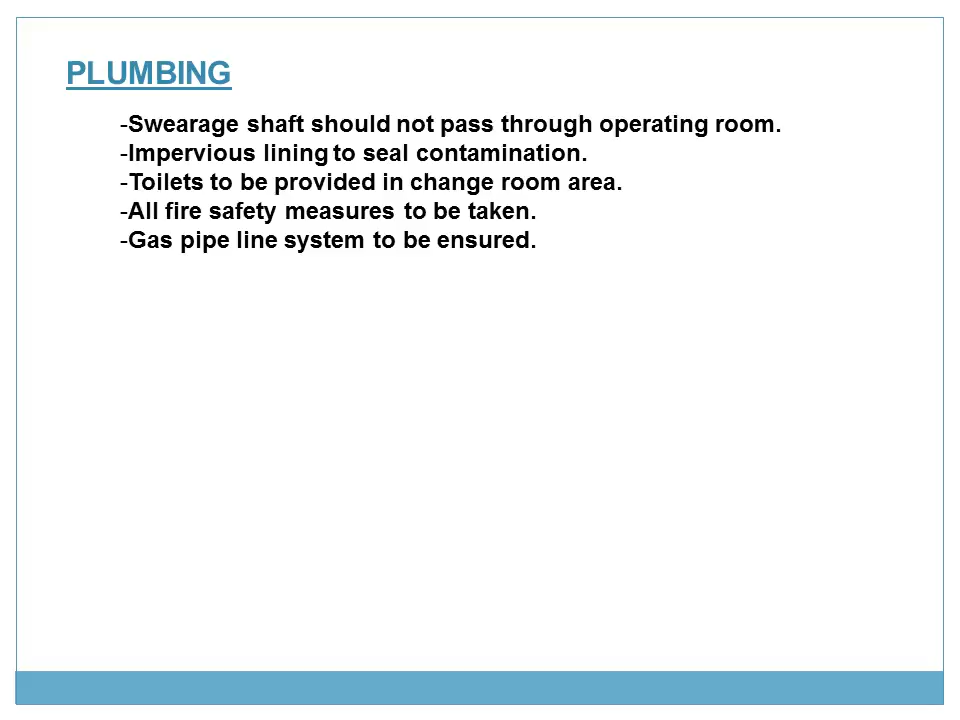 PLUMBING
-Swearage shaft should not pass through operating room.
-Impervious lining to seal contamination.
-Toilets to be provided in change room area.
-All fire safety measures to be taken.
-Gas pipe line system to be ensured.